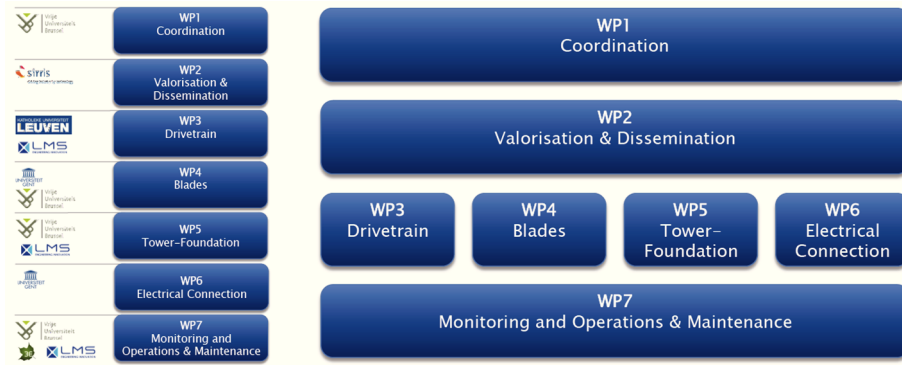 Vrije
Universiteit
Brussel
WP1
Coordination
sirris
WP2
Valorisation &
Dissemination
KATHOLIEKE UNIVERSITEIT
LEUVEN
LMS
WP3
Drivetrain
UNIVERSITEIT
GENT
Vrije
Universiteit
Brussel
WP4
Blades
Vrije
Universiteit
Brussel
LMS
WP5
Tower-Foundation
UNIVERSITEIT
GENT
WP6
Electrical Connection
Vrije
Universiteit
Brussel
3E
LMS
WP7
Monitoring and
Operations & Maintenance
WP1
Coordination
WP2
Valorisation & Dissemination
WP3
Drivetrain
WP4
Blades
WP5
Tower-
Foundation
WP6
Electrical
Connection
WP7
Monitoring and Operations & Maintenance